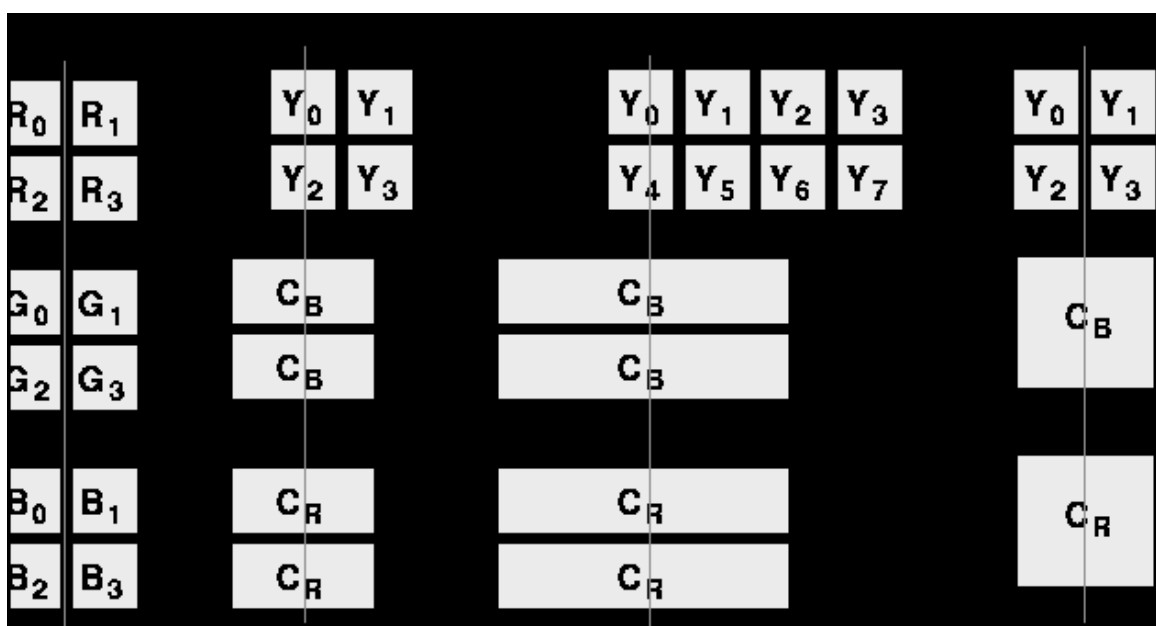 R0 R1 Y0 Y1 Y0 Y1 Y2 Y3 Y0 Y1
R2 R3 Y2 Y3 Y4 Y5 Y6 Y7 Y2 Y3
G0 G1 CB CB CB
G2 G3 CB CB
B0 B1 CR CR CR
B2 B3 CR CR